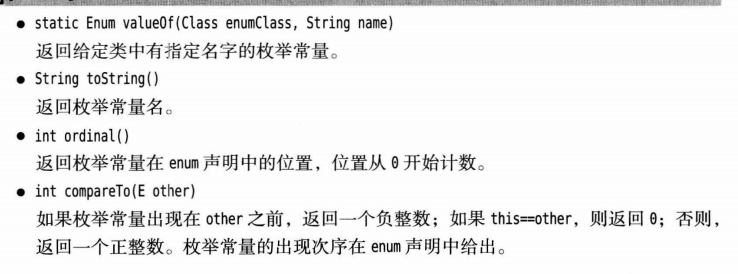 ● static Enum valueOf(Class enumClass, String name)
返回给定类中有指定名字的枚举常量。
● String toString()
返回枚举常量名。
● int ordinal()
返回枚举常量在 enum 声明中的位置，位置从 0 开始计数。
● int compareTo(E other)
如果枚举常量出现在 other 之前，返回一个负整数；如果 this==other，则返回 0；否则，
返回一个正整数。枚举常量的出现次序在 enum 声明中给出。